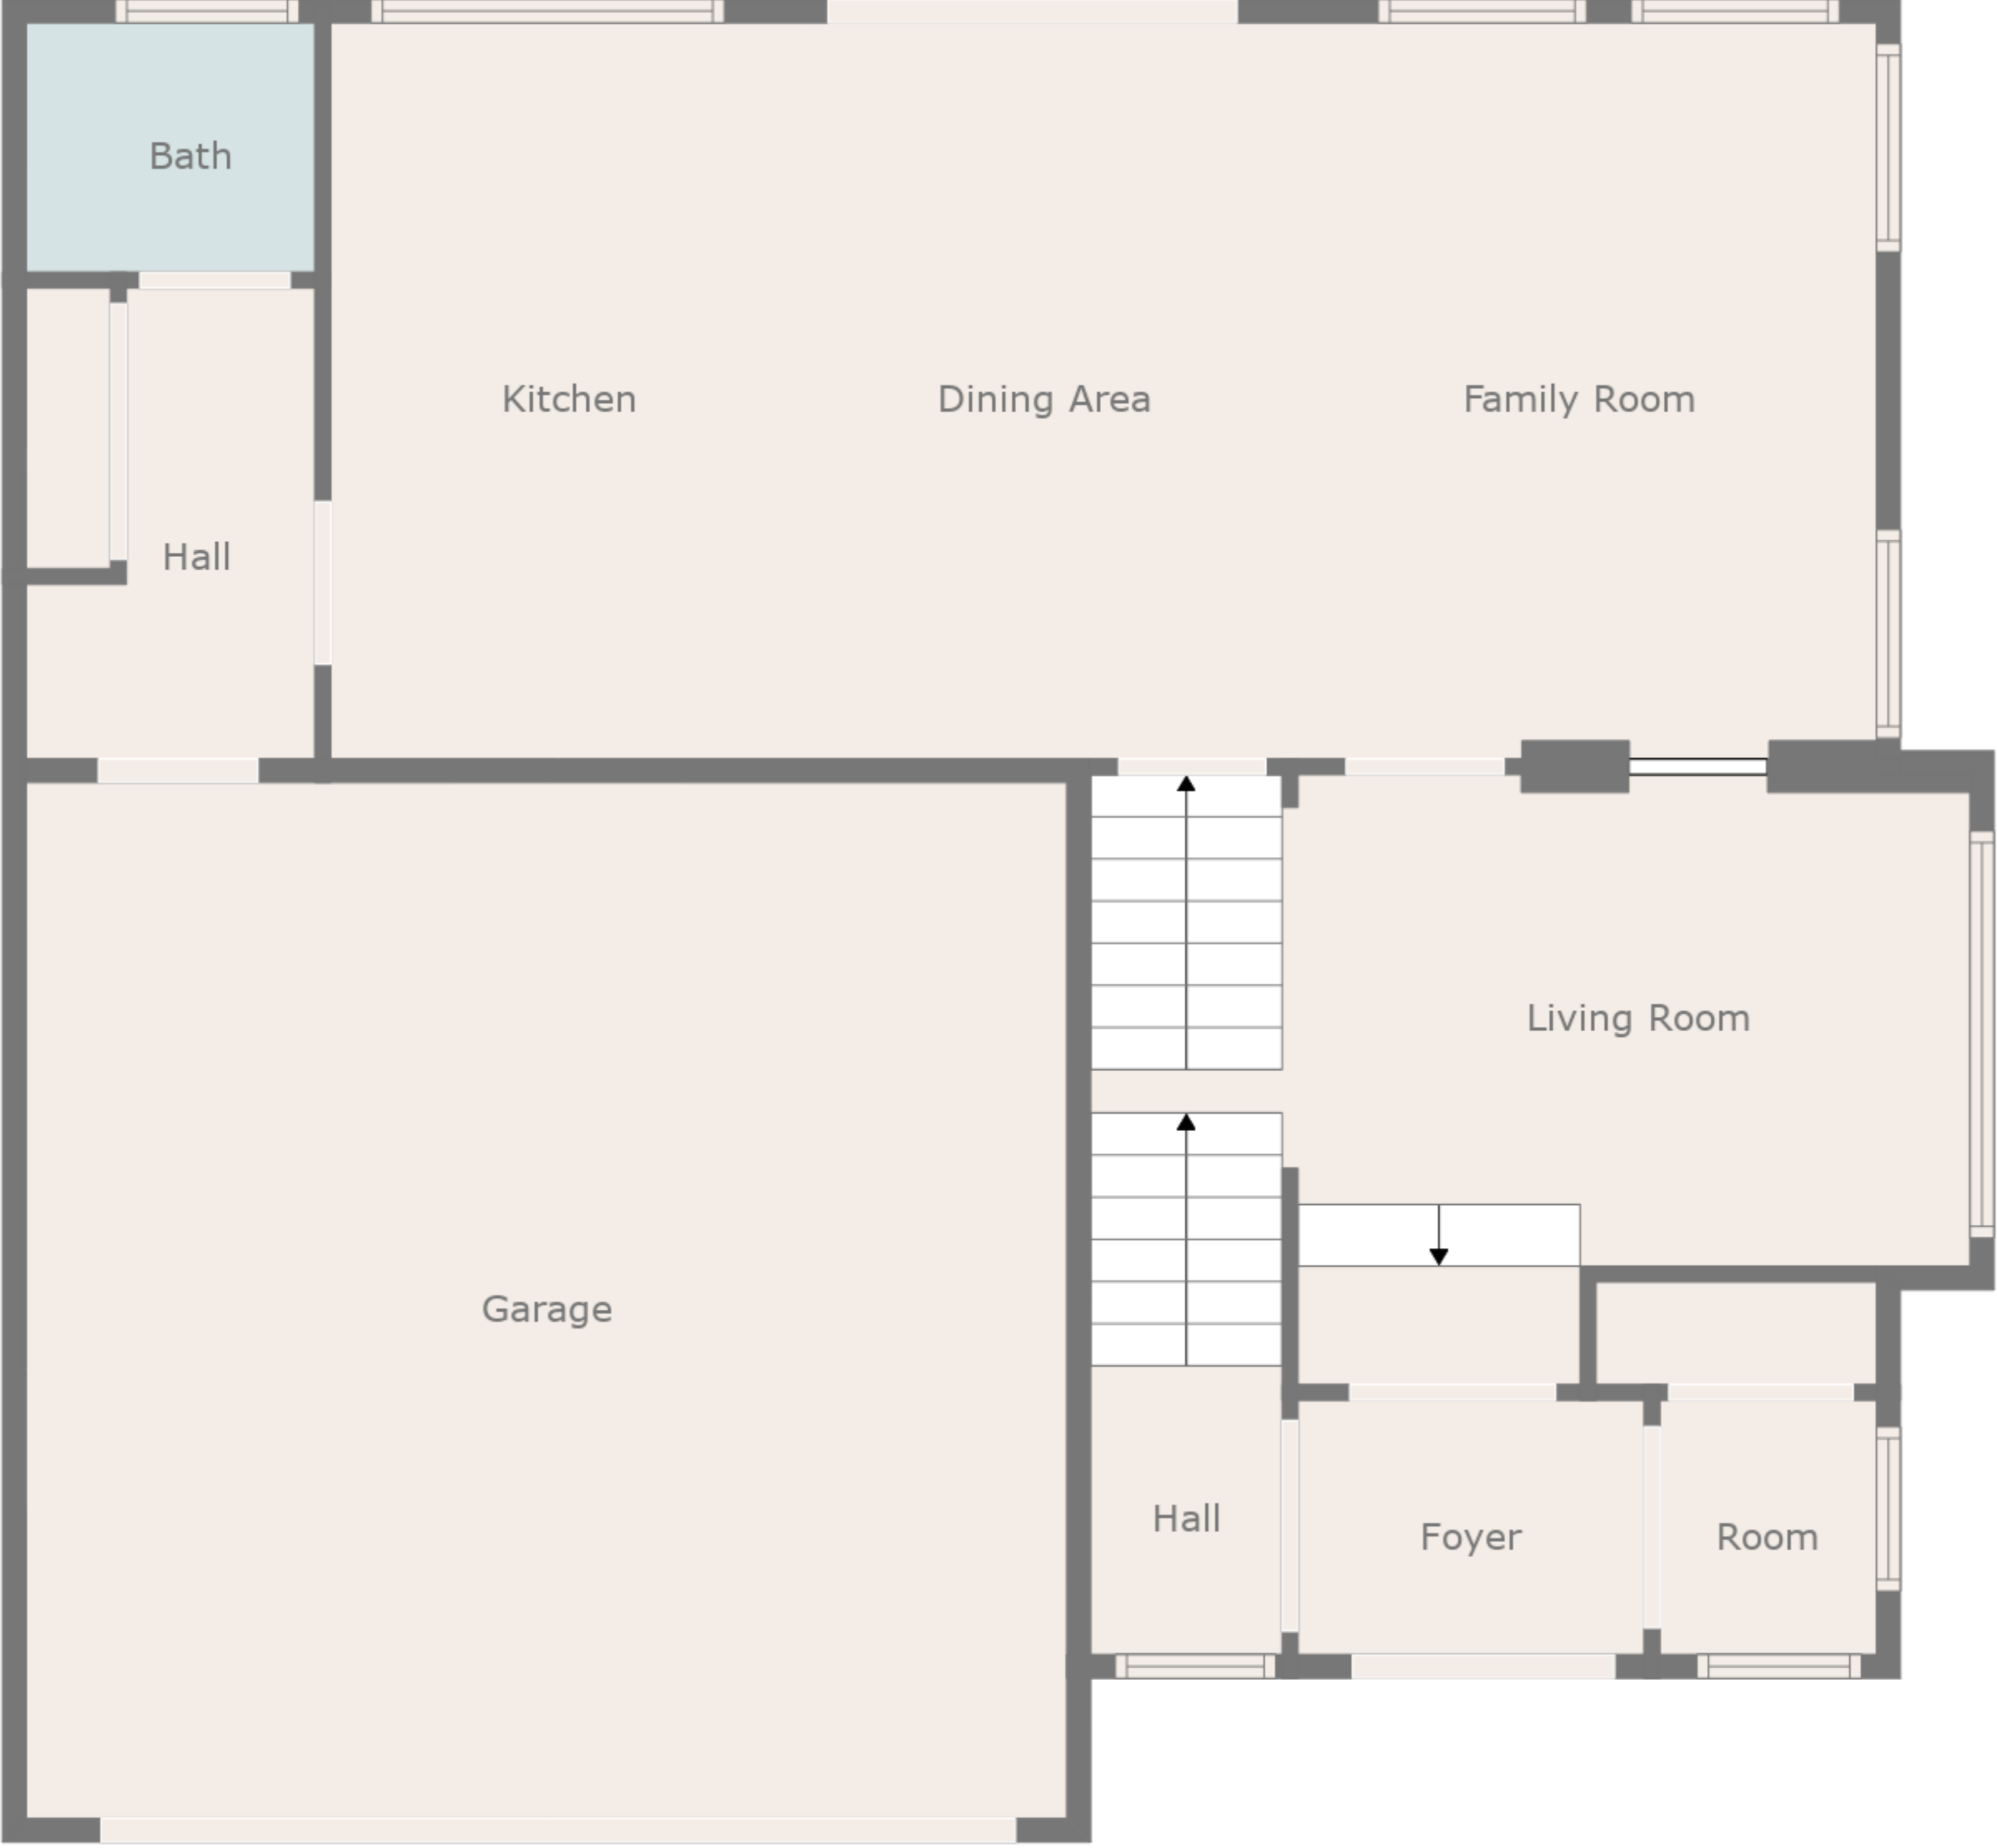 Bath
Kitchen
Dining Area
Family Room
Hall
Living Room
Garage
Hall
Foyer
Room